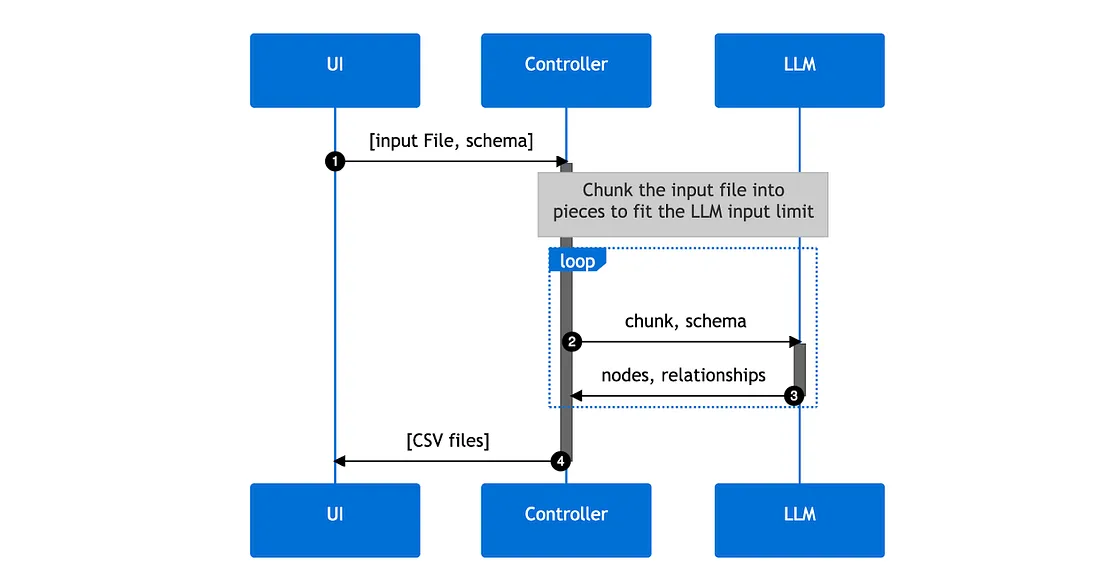 UI
Controller
LLM
[input File, schema]
1
Chunk the input file into
pieces to fit the LLM input limit
loop
chunk, schema
2
nodes, relationships
3
[CSV files]
4
UI
Controller
LLM